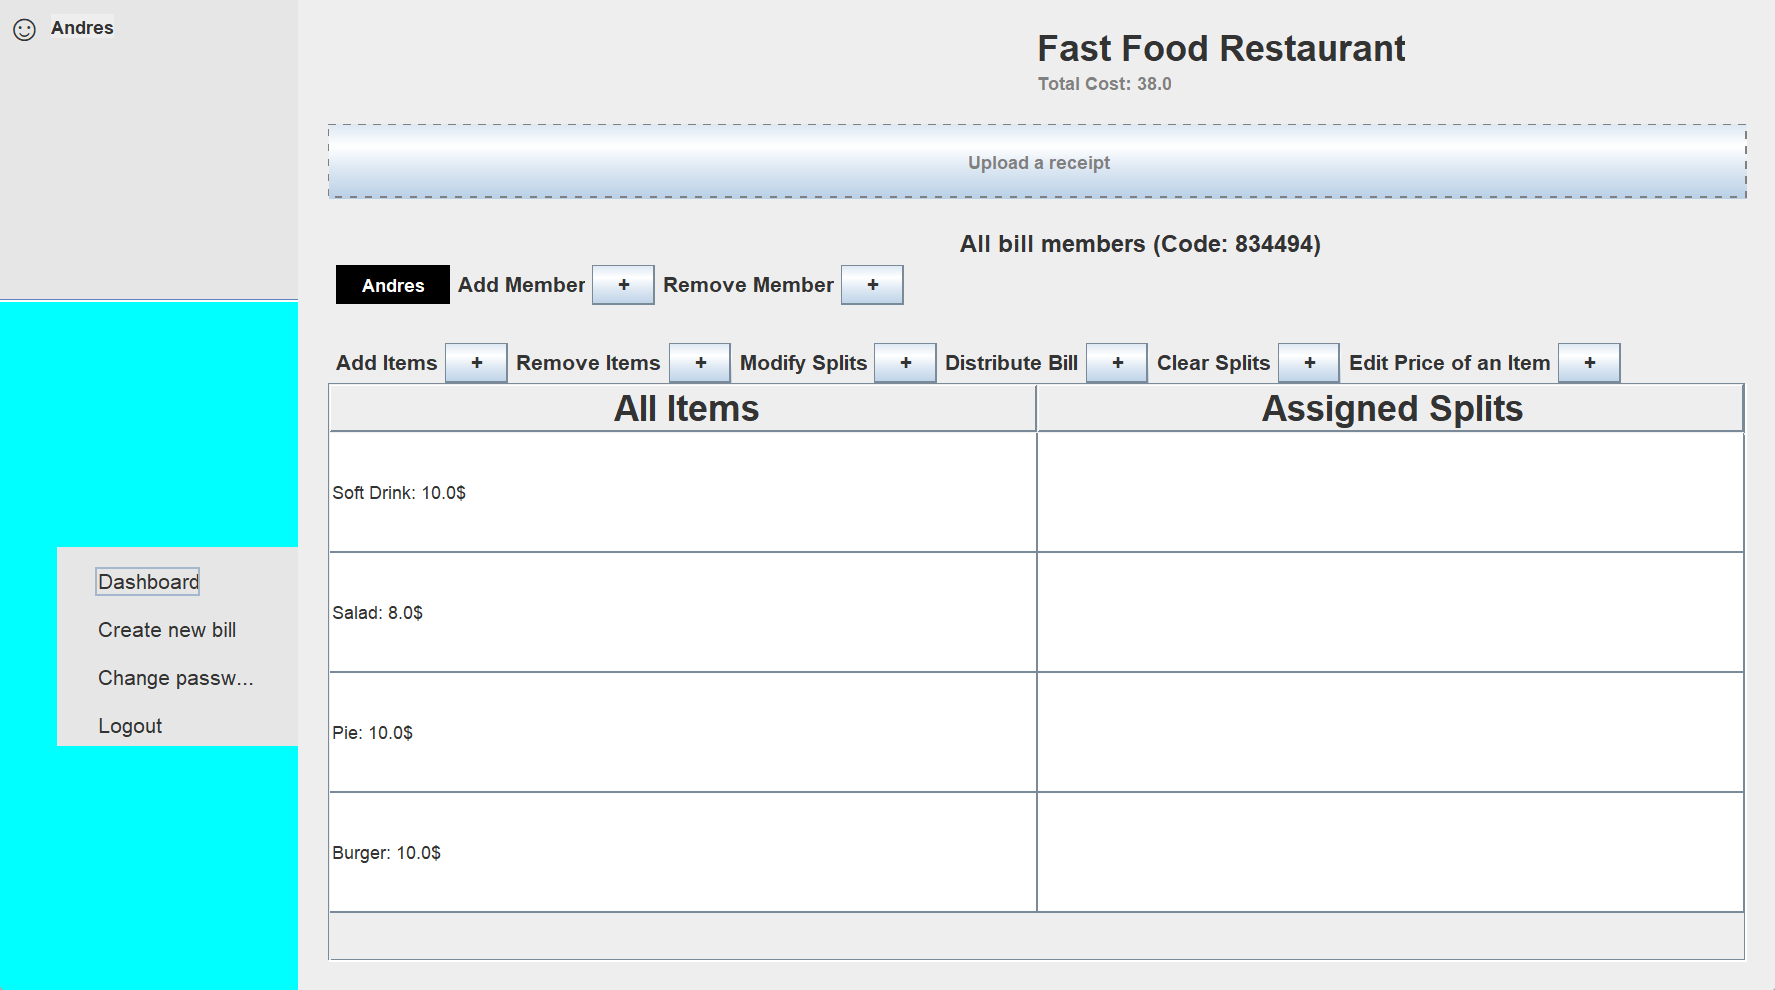 Andres
Fast Food Restaurant
Total Cost: 38.0
Upload a receipt
All bill members (Code: 834494)
Andres Add Member + Remove Member +
Add Items + Remove Items + Modify Splits + Distribute Bill + Clear Splits + Edit Price of an Item +
All Items Assigned Splits
Soft Drink: 10.0$
Salad: 8.0$
Pie: 10.0$
Burger: 10.0$
Dashboard
Create new bill
Change passw...
Logout